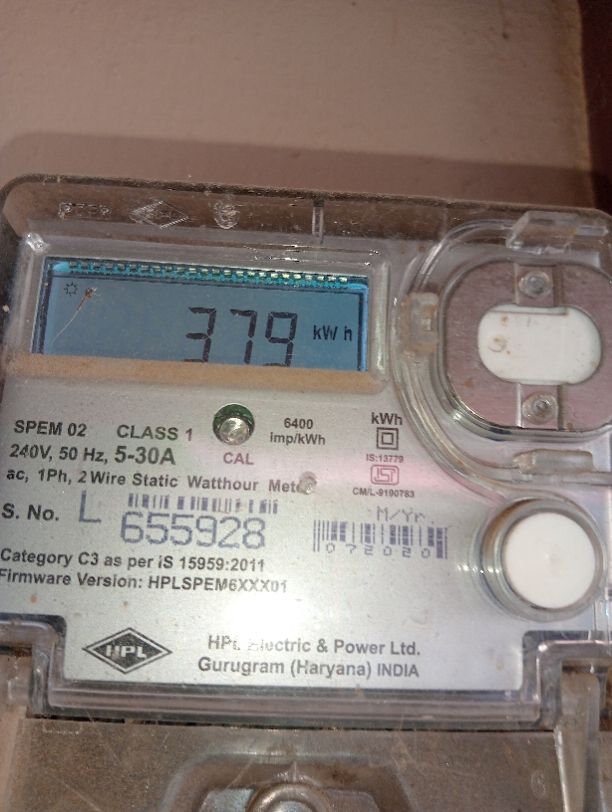 379 kWh
SPEM 02 CLASS 1 6400 imp/kWh kWh
240V, 50 Hz, 5-30A CAL IS:13779
ac, 1Ph, 2 Wire Static Watthour Meter CM/L-9190783
S. No. L 655928 M/Yr.
072020
Category C3 as per IS 15959:2011
Firmware Version: HPLSPEM6XXX01
HPL HPL Electric & Power Ltd.
Gurugram (Haryana) INDIA